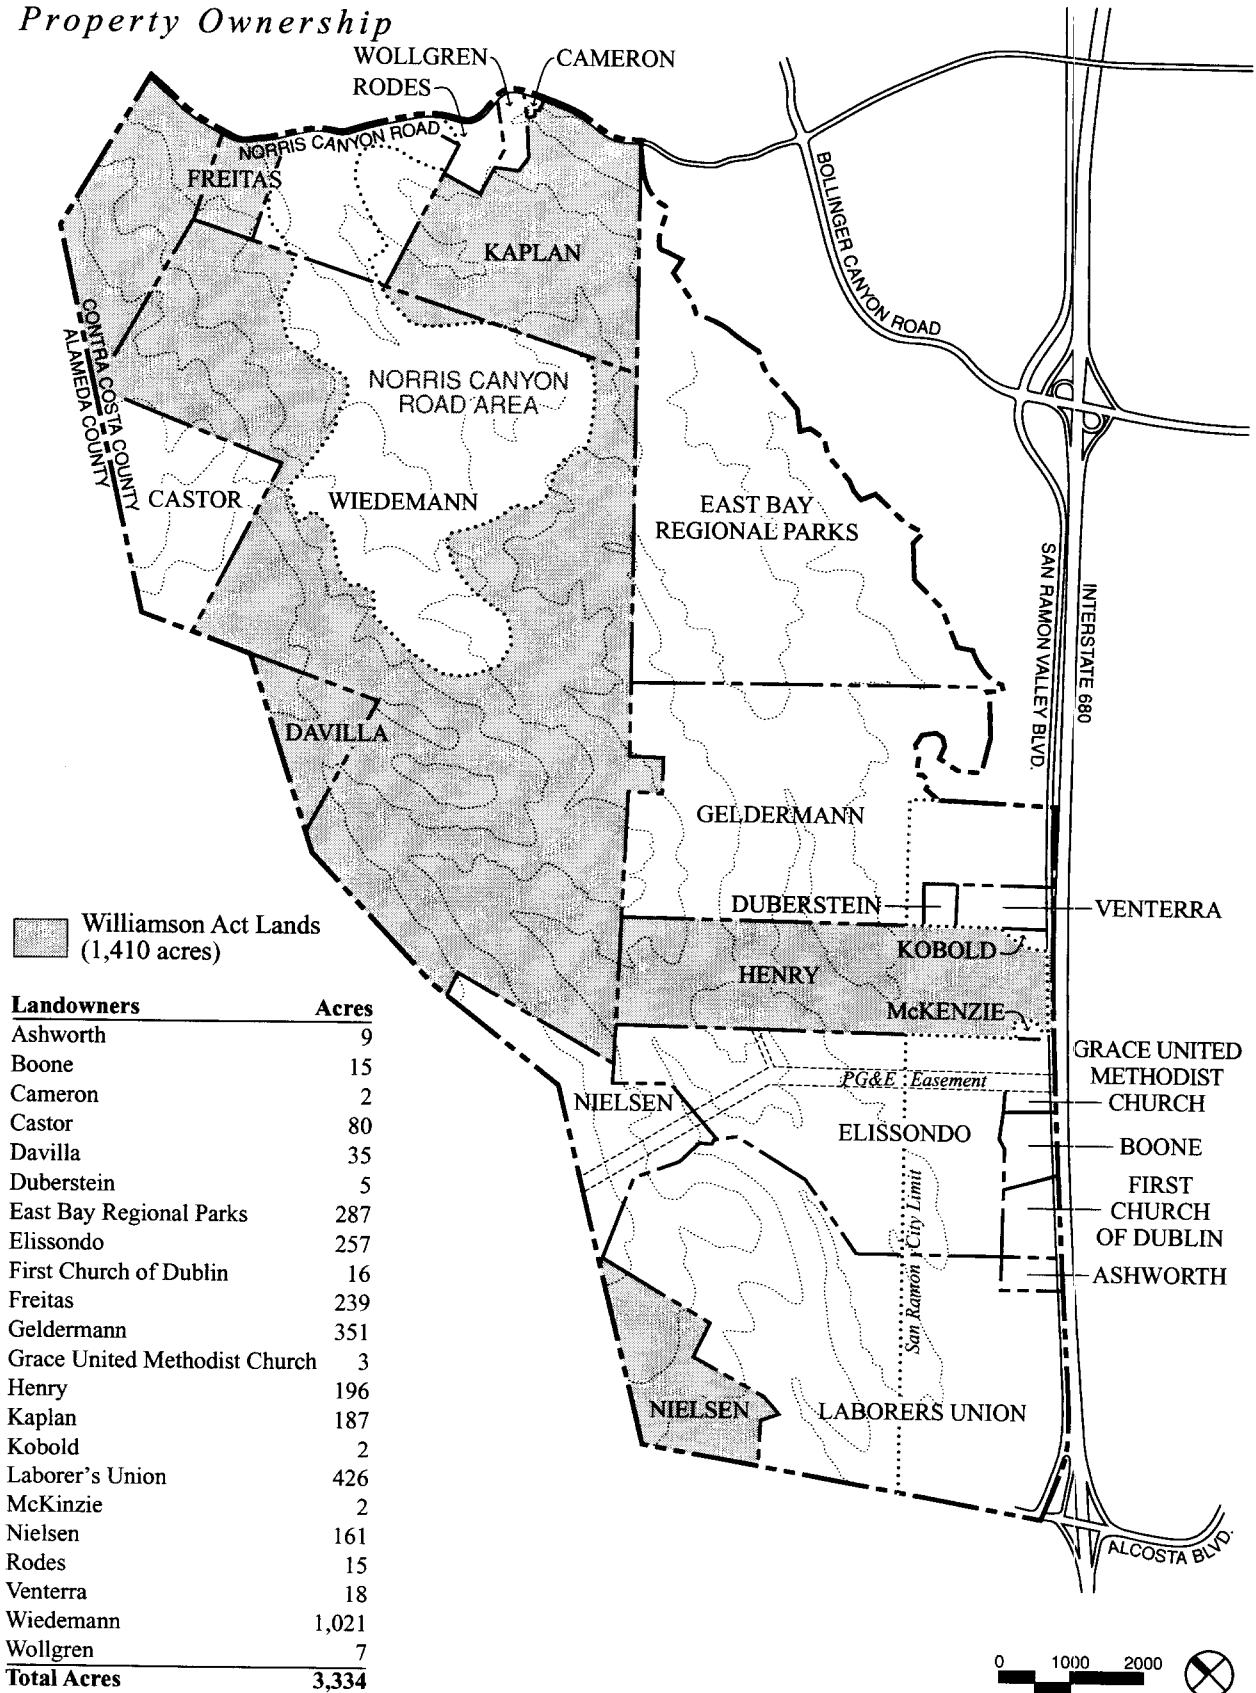 Property Ownership
WOLLGREN
CAMERON
RODES
NORRIS CANYON ROAD
FREITAS
KAPLAN
BOLLINGER CANYON ROAD
CONTRA COSTA COUNTY
ALAMEDA COUNTY
NORRIS CANYON
ROAD AREA
CASTOR
WIEDEMANN
EAST BAY
REGIONAL PARKS
SAN RAMON VALLEY BLVD.
INTERSTATE 680
DAVILLA
GELDERMANN
DUBERSTEIN
VENTERRA
KOBOLD
HENRY
McKENZIE
Williamson Act Lands
(1,410 acres)
GRACE UNITED
METHODIST
CHURCH
PG&E Easement
NIELSEN
ELISSONDO
BOONE
FIRST
CHURCH
OF DUBLIN
San Ramon City Limit
ASHWORTH
NIELSEN
LABORERS UNION
ALCOSTA BLVD.
Landowners Acres
Ashworth 9
Boone 15
Cameron 2
Castor 80
Davilla 35
Duberstein 5
East Bay Regional Parks 287
Elissondo 257
First Church of Dublin 16
Freitas 239
Geldermann 351
Grace United Methodist Church 3
Henry 196
Kaplan 187
Kobold 2
Laborer's Union 426
McKinzie 2
Nielsen 161
Rodes 15
Venterra 18
Wiedemann 1,021
Wollgren 7
Total Acres 3,334
0 1000 2000